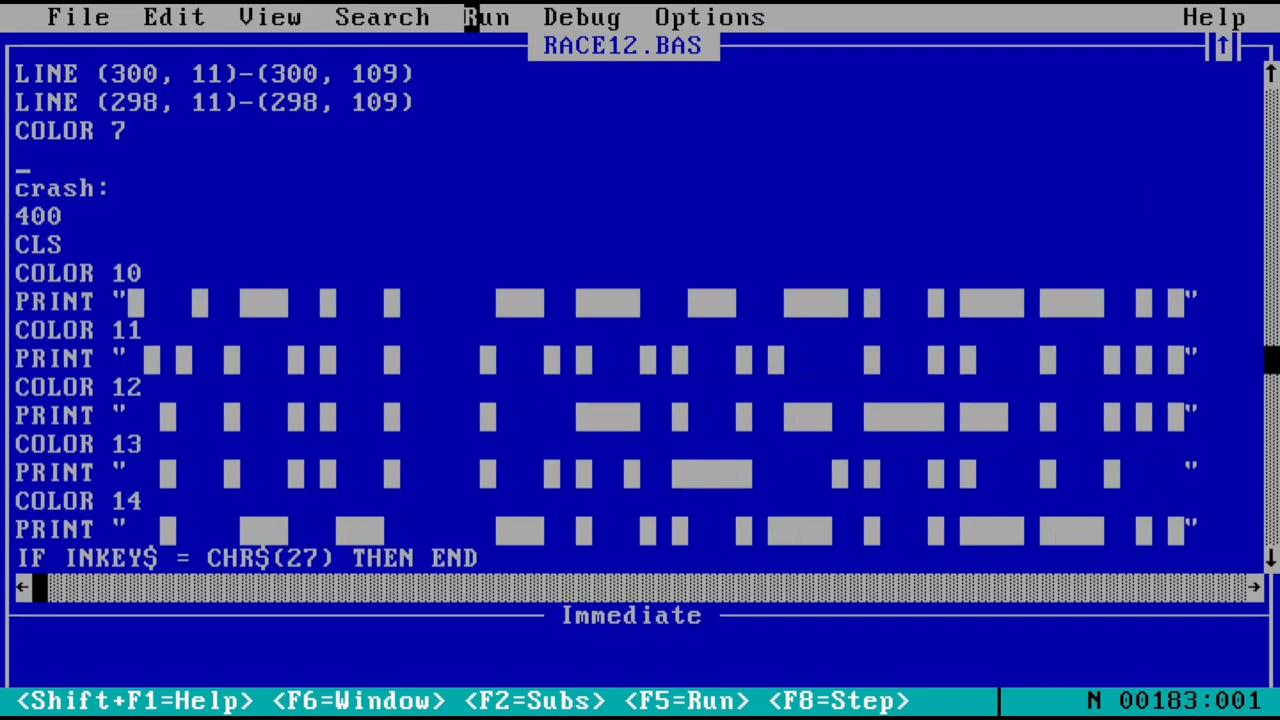 File Edit View Search Run Debug Options Help
RACE12.BAS
LINE (300, 11)-(300, 109)
LINE (298, 11)-(298, 109)
COLOR 7
crash:
400
CLS
COLOR 10
PRINT "█   █  ███  █   █      ███  ████   ███   ████ █   █ ████ ████  █ █"
COLOR 11
PRINT " █ █  █   █ █   █     █   █ █   █ █   █ █     █   █ █    █   █ █ █"
COLOR 12
PRINT "  █   █   █ █   █     █     ████  █   █  ███  █████ ███  █   █ █ █"
COLOR 13
PRINT "  █   █   █ █   █     █   █ █  █  █████     █ █   █ █    █   █    "
COLOR 14
PRINT "  █    ███   ███       ███  █   █ █   █ ████  █   █ ████ ████  █ █"
IF INKEY$ = CHR$(27) THEN END
Immediate
<Shift+F1=Help> <F6=Window> <F2=Subs> <F5=Run> <F8=Step> N 00183:001